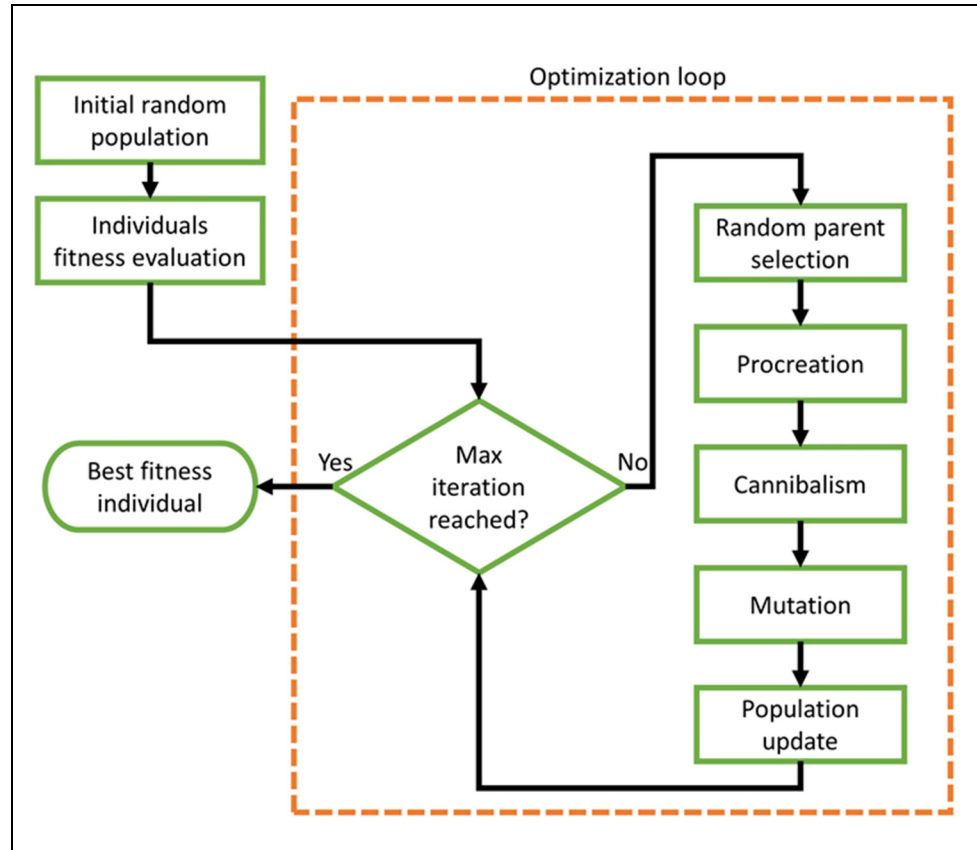 Optimization loop
Initial random
population
Individuals
fitness evaluation
Random parent
selection
Procreation
Cannibalism
Mutation
Population
update
Max
iteration
reached?
Yes
No
Best fitness
individual